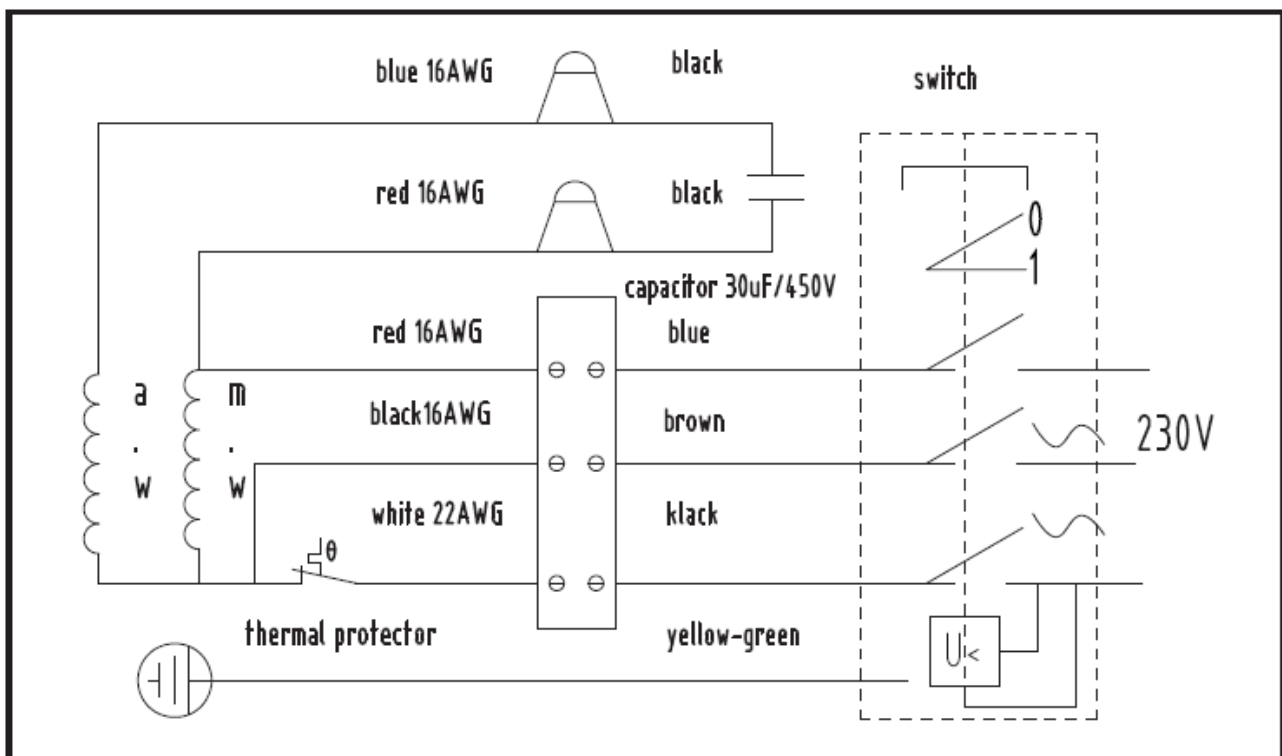 blue 16AWG
black
switch
red 16AWG
black
0
1
capacitor 30uF/450V
red 16AWG
blue
a.w
m.w
black16AWG
brown
230V
white 22AWG
klack
θ
thermal protector
yellow-green
U<